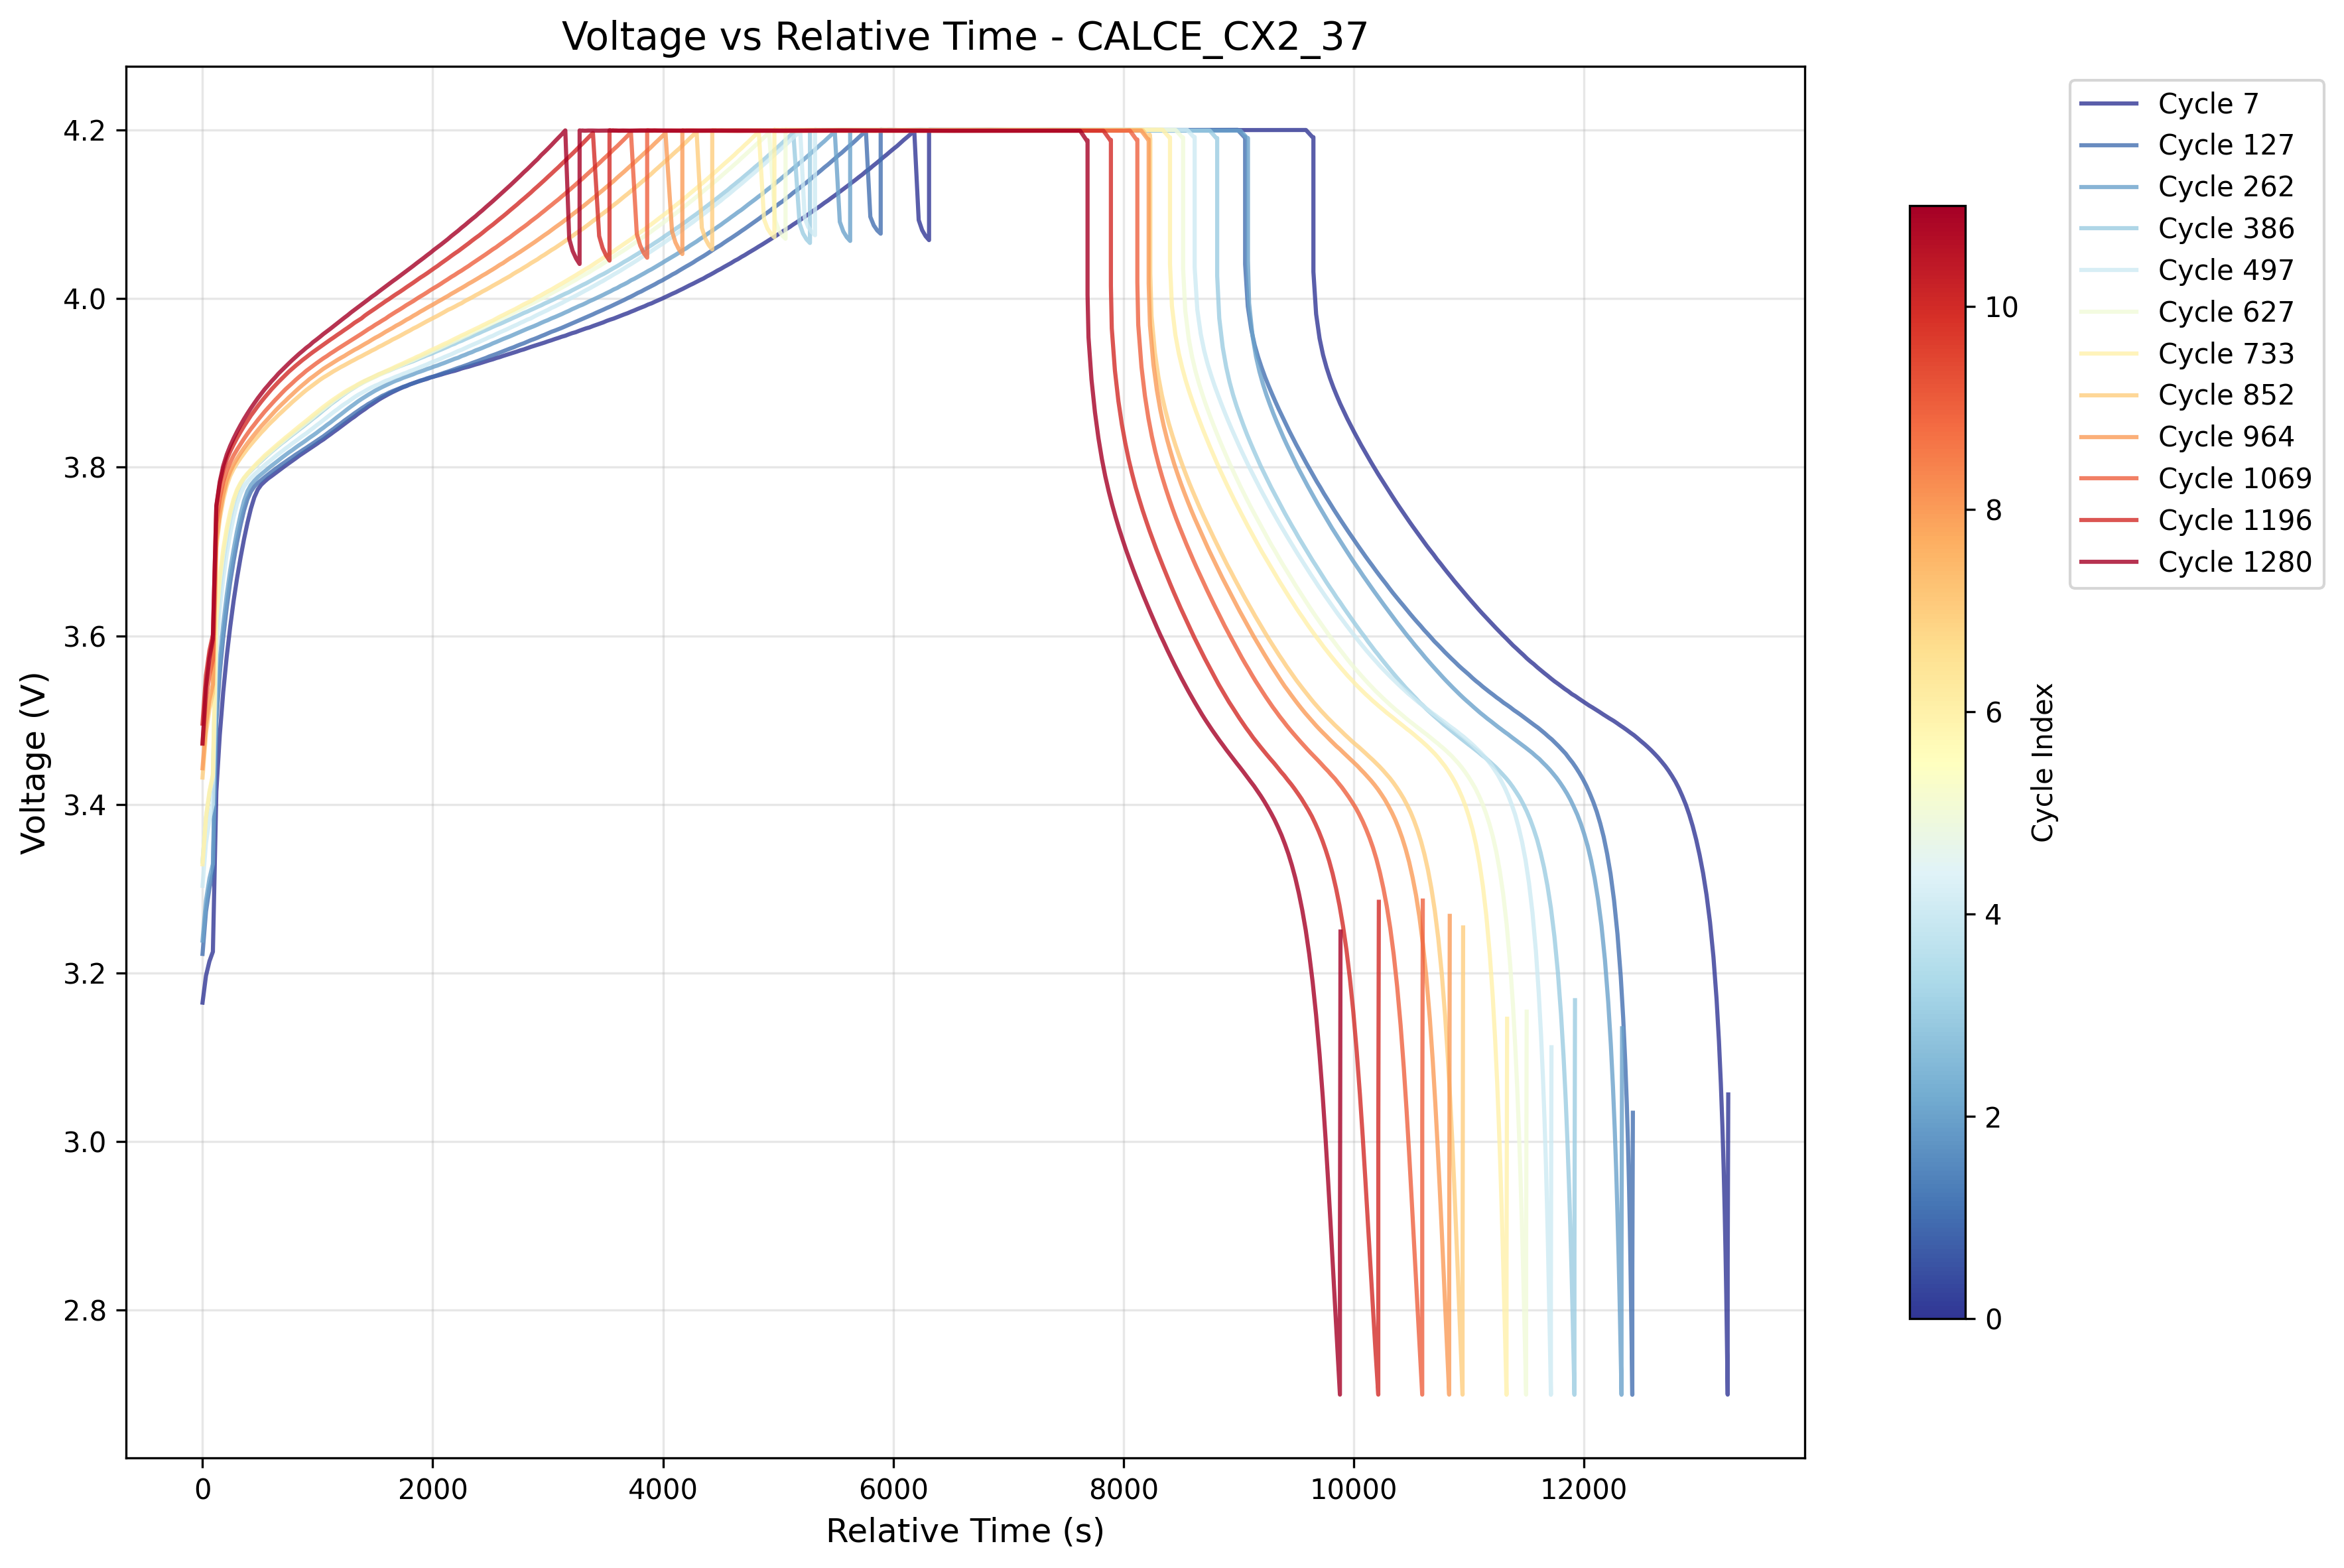 Voltage vs Relative Time - CALCE_CX2_37
Voltage (V)
4.2
4.0
3.8
3.6
3.4
3.2
3.0
2.8
0
2000
4000
6000
8000
10000
12000
Relative Time (s)
10
8
6
4
2
0
Cycle Index
Cycle 7
Cycle 127
Cycle 262
Cycle 386
Cycle 497
Cycle 627
Cycle 733
Cycle 852
Cycle 964
Cycle 1069
Cycle 1196
Cycle 1280